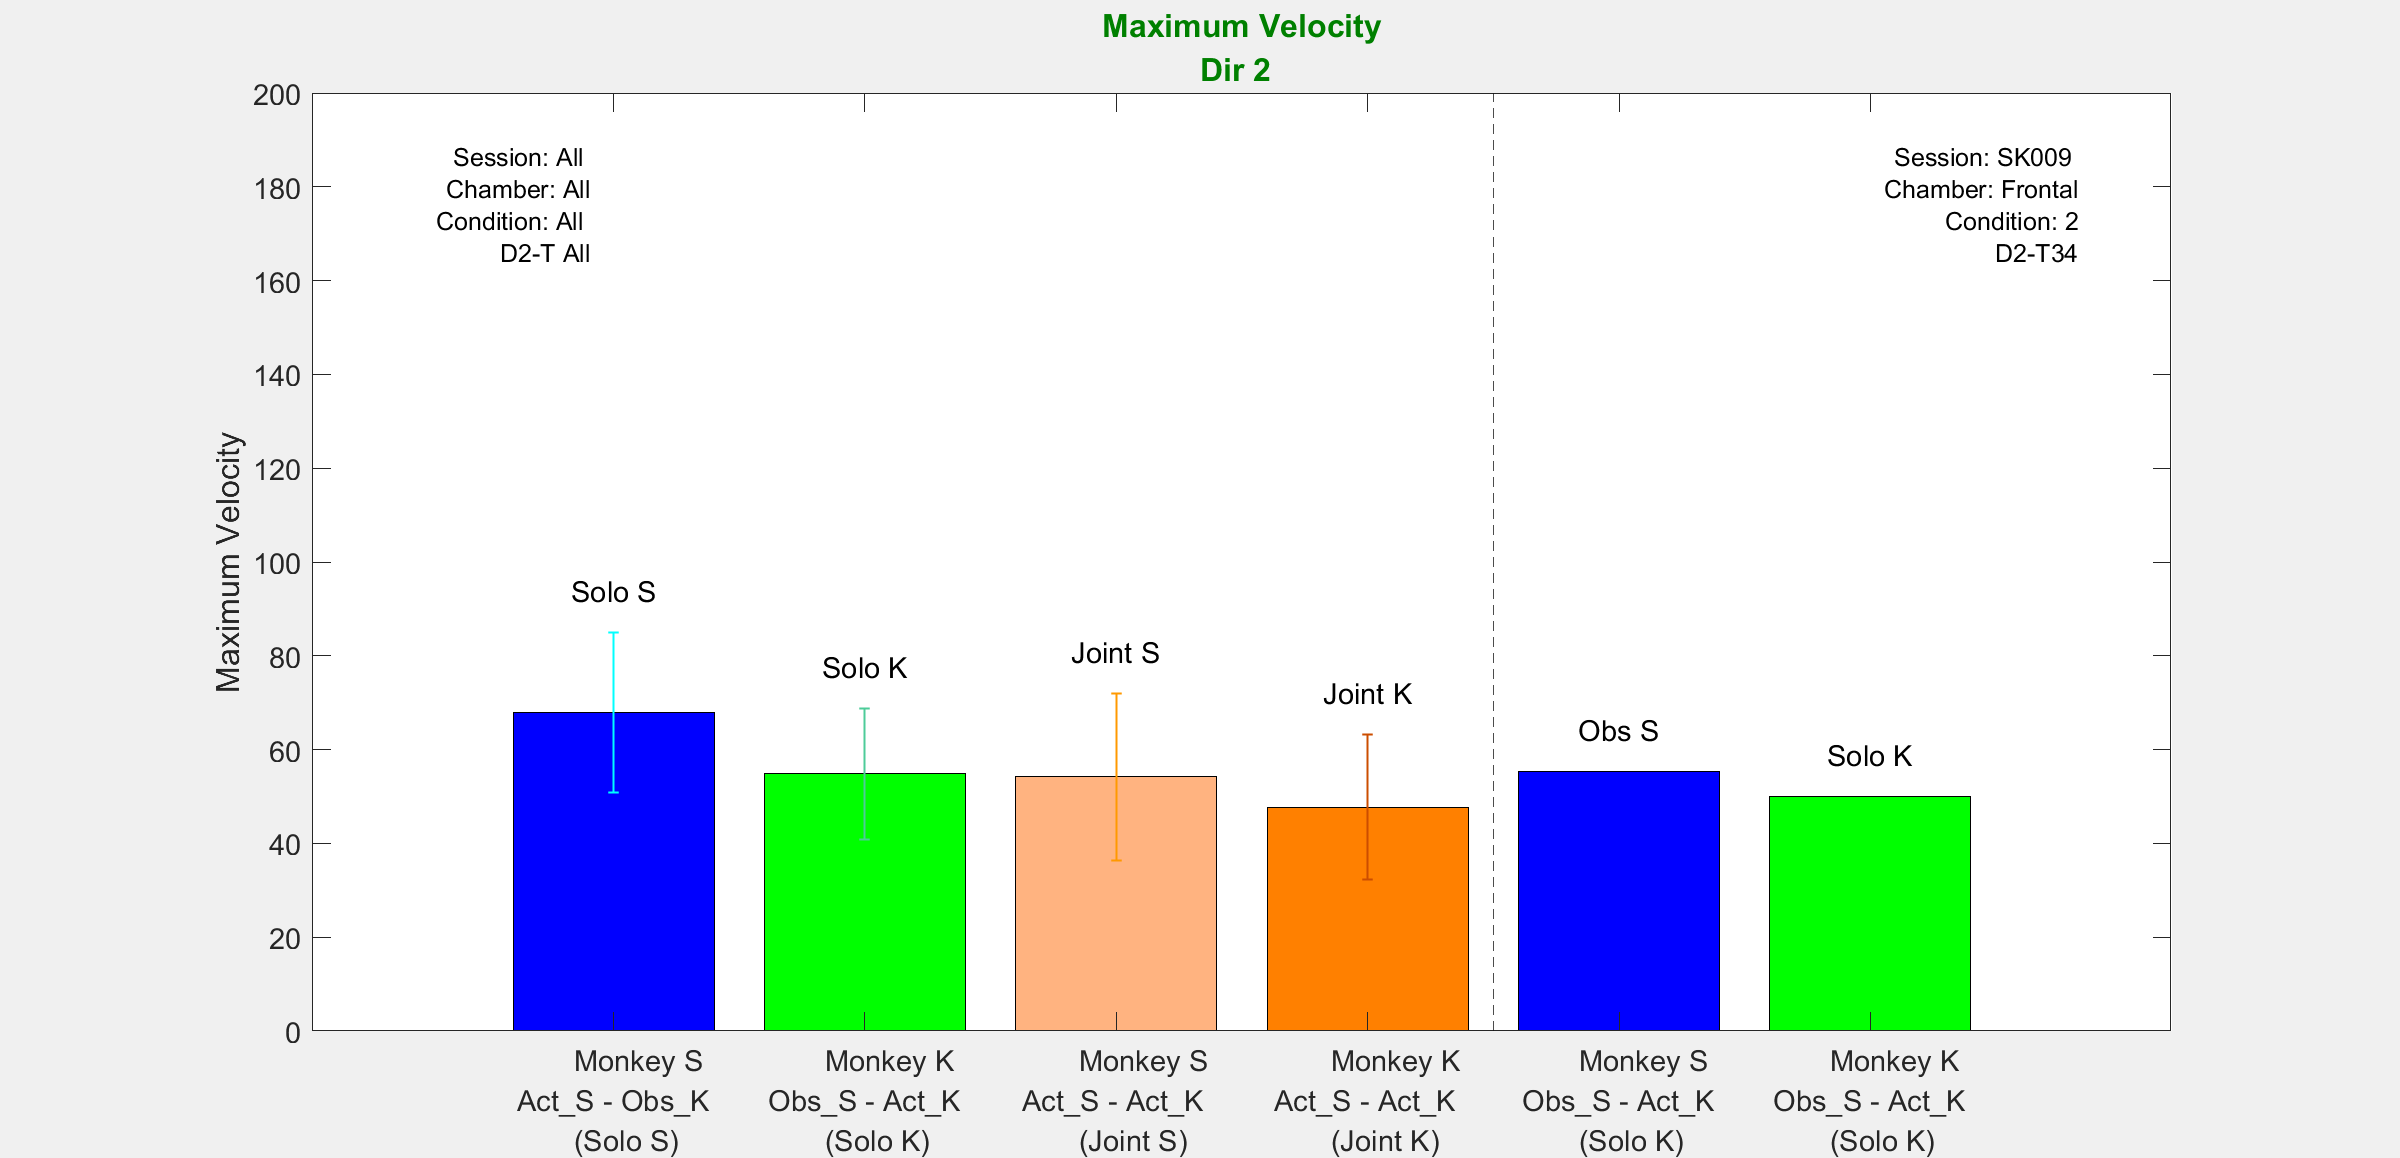 Maximum Velocity
Dir 2
200
180
160
140
120
100
80
60
40
20
0
Maximum Velocity
Session: All
Chamber: All
Condition: All
D2-T All
Session: SK009
Chamber: Frontal
Condition: 2
D2-T34
Solo S
Solo K
Joint S
Joint K
Obs S
Solo K
Monkey S
Act_S - Obs_K
(Solo S)
Monkey K
Obs_S - Act_K
(Solo K)
Monkey S
Act_S - Act_K
(Joint S)
Monkey K
Act_S - Act_K
(Joint K)
Monkey S
Obs_S - Act_K
(Solo K)
Monkey K
Obs_S - Act_K
(Solo K)